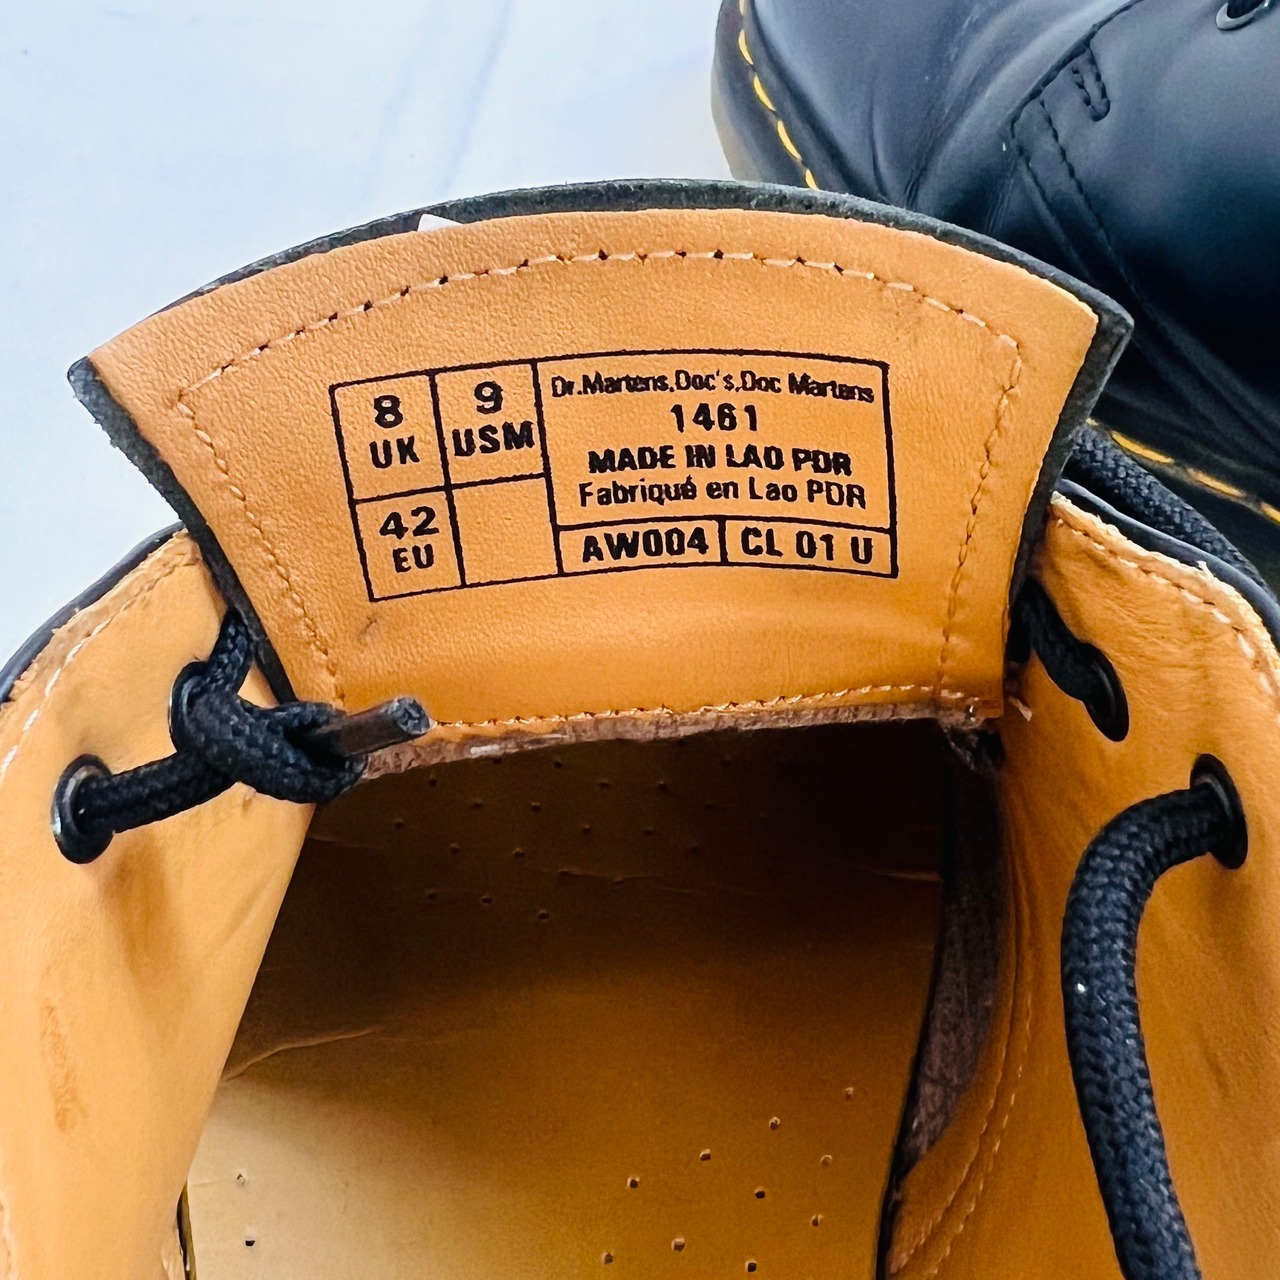 8
UK
9
USM
42
EU
Dr.Martens,Doc's,Doc Martens
1461
MADE IN LAO PDR
Fabriqué en Lao PDR
AW004
CL 01 U